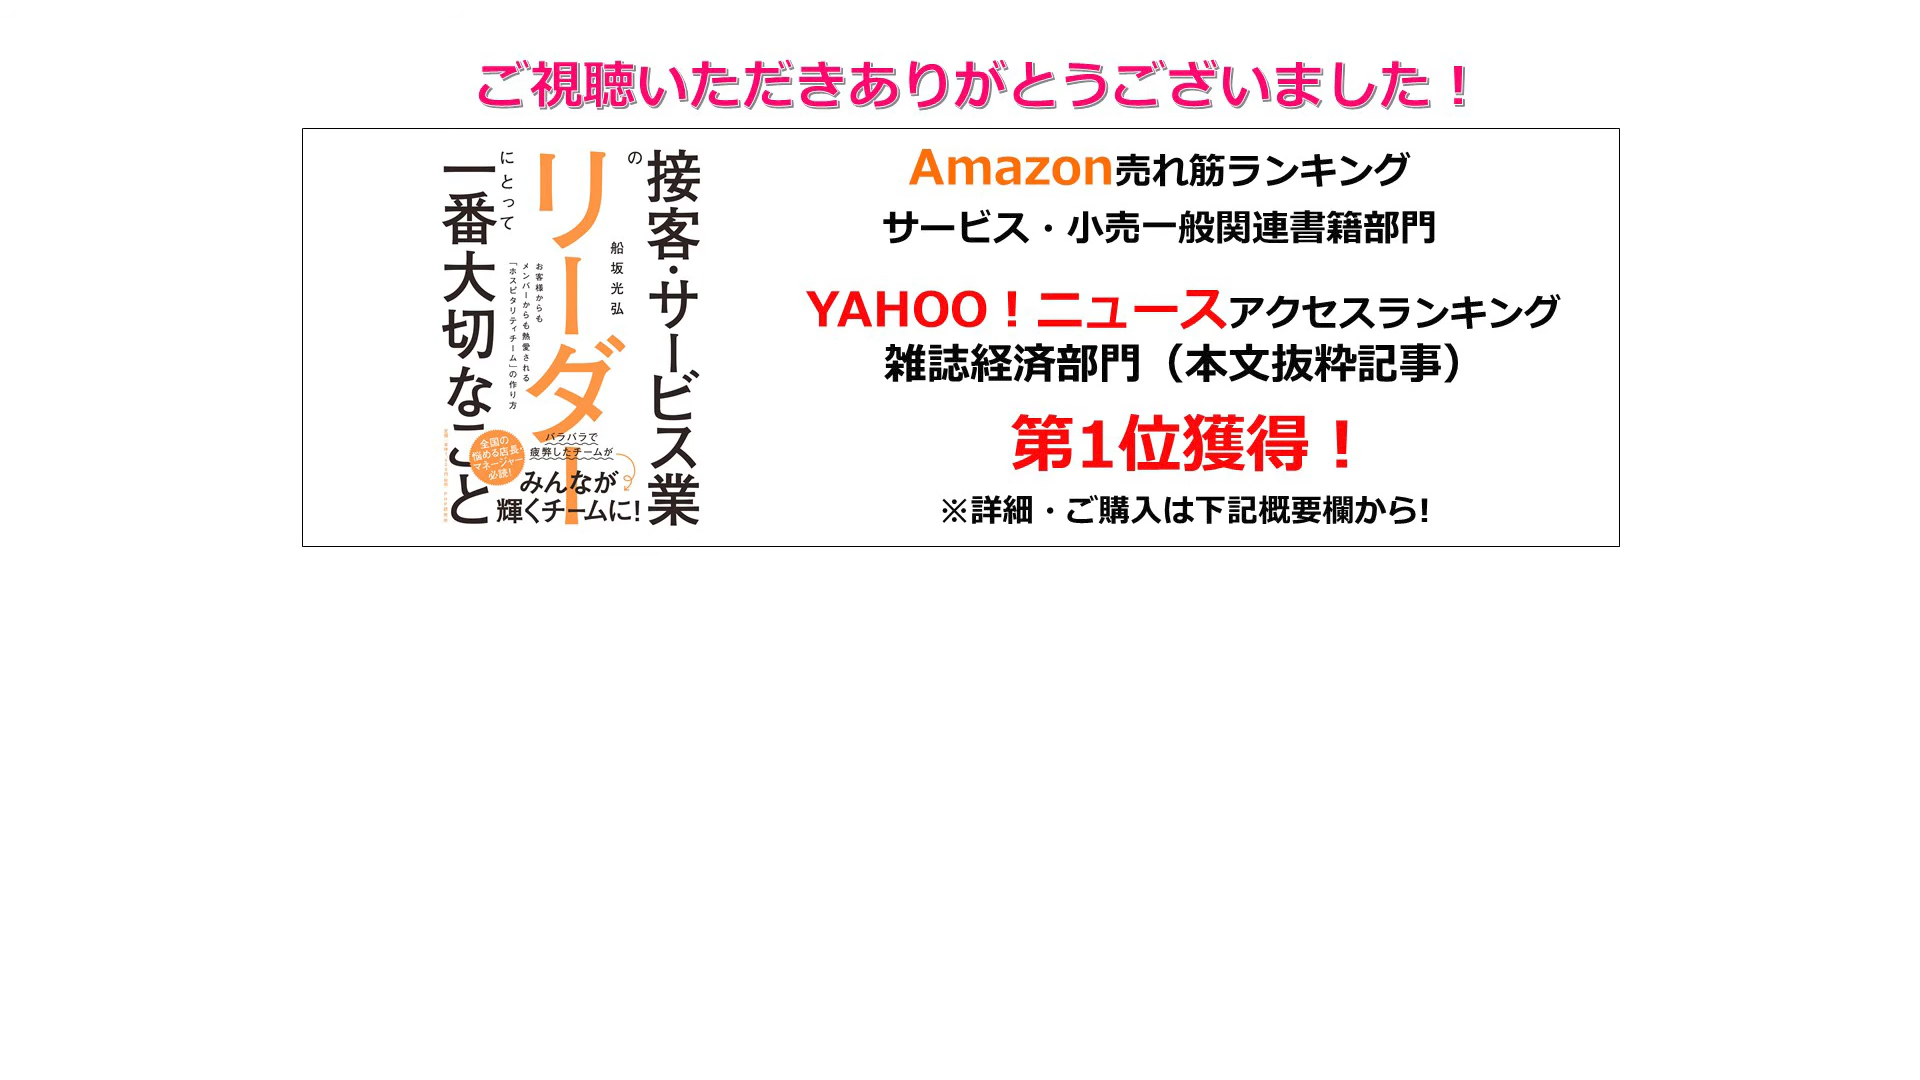 ご視聴いただきありがとうございました！
接客・サービス業
の
リーダー
にとって
一番大切なこと
船坂光弘
お客様からも
メンバーからも熱愛される
「ホスピタリティチーム」の作り方
全国の
悩める店長・
マネージャー
必読!
バラバラで
疲弊したチームが
みんなが
輝くチームに!
Amazon売れ筋ランキング
サービス・小売一般関連書籍部門
YAHOO！ニュースアクセスランキング
雑誌経済部門（本文抜粋記事）
第1位獲得！
※詳細・ご購入は下記概要欄から!